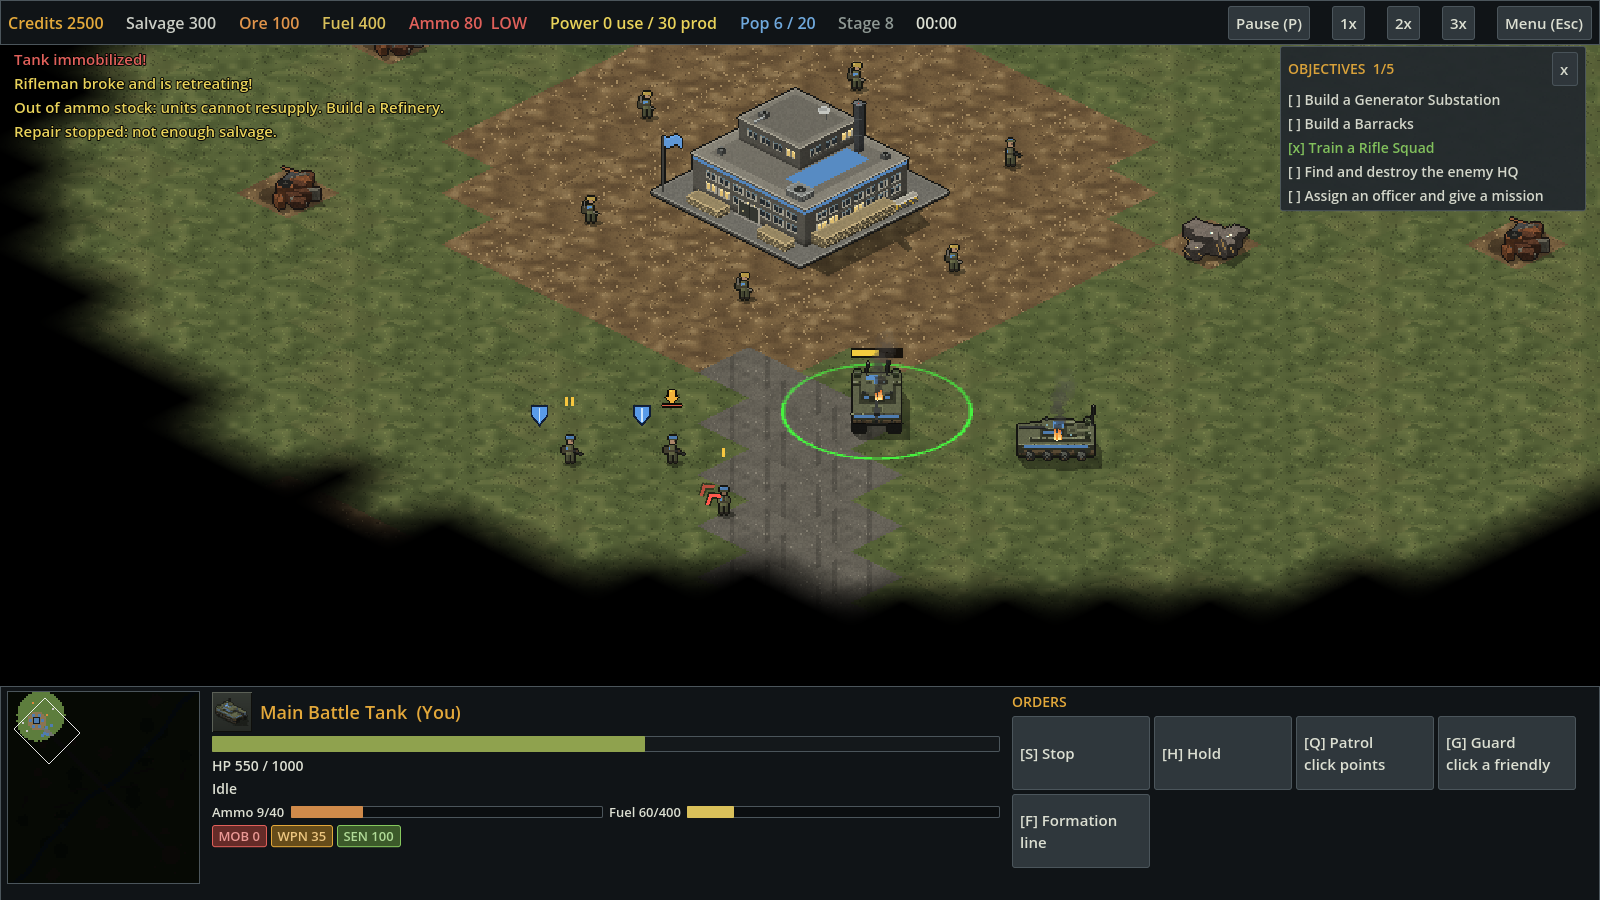 Credits 2500 Salvage 300 Ore 100 Fuel 400 Ammo 80 LOW Power 0 use / 30 prod Pop 6 / 20 Stage 8 00:00 Pause (P) 1x 2x 3x Menu (Esc)
Tank immobilized!
Rifleman broke and is retreating!
Out of ammo stock: units cannot resupply. Build a Refinery.
Repair stopped: not enough salvage.
OBJECTIVES 1/5 x
[ ] Build a Generator Substation
[ ] Build a Barracks
[x] Train a Rifle Squad
[ ] Find and destroy the enemy HQ
[ ] Assign an officer and give a mission
Main Battle Tank (You)
HP 550 / 1000
Idle
Ammo 9/40 Fuel 60/400
MOB 0 WPN 35 SEN 100
ORDERS
[S] Stop
[H] Hold
[Q] Patrol
click points
[G] Guard
click a friendly
[F] Formation
line